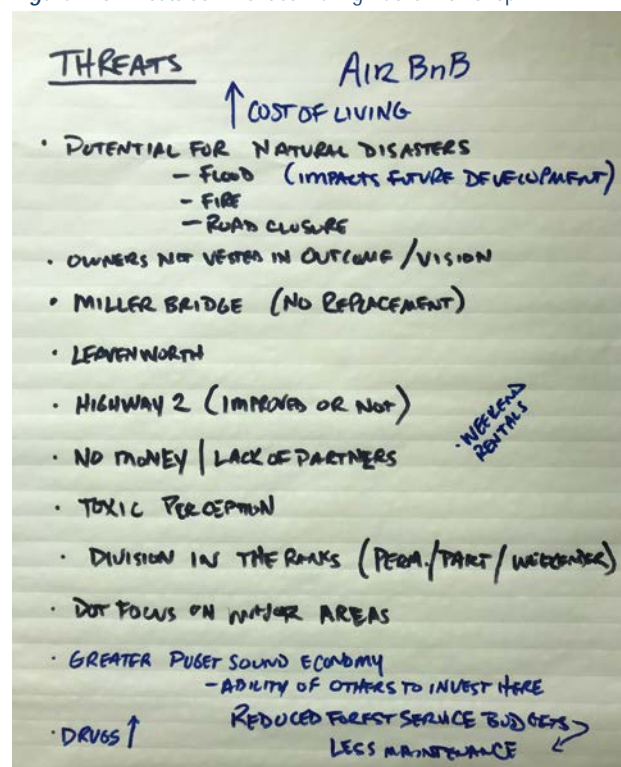 THREATS
AIR BnB
↑ COST OF LIVING
· POTENTIAL FOR NATURAL DISASTERS
- FLOOD (IMPACTS FUTURE DEVELOPMENT)
- FIRE
- ROAD CLOSURE
· OWNERS NOT VESTED IN OUTCOME / VISION
· MILLER BRIDGE (NO REPLACEMENT)
· LEAVENWORTH
· HIGHWAY 2 (IMPROVED OR NOT)
· WEEKEND
RENTALS
· NO MONEY | LACK OF PARTNERS
· TOXIC PERCEPTION
· DIVISION IN THE RANKS (PERM./PART/WEEKENDER)
· DOT FOCUS ON MAJOR AREAS
· GREATER PUGET SOUND ECONOMY
- ABILITY OF OTHERS TO INVEST HERE
REDUCED FOREST SERVICE BUDGETS
· DRUGS ↑
LESS MAINTENANCE